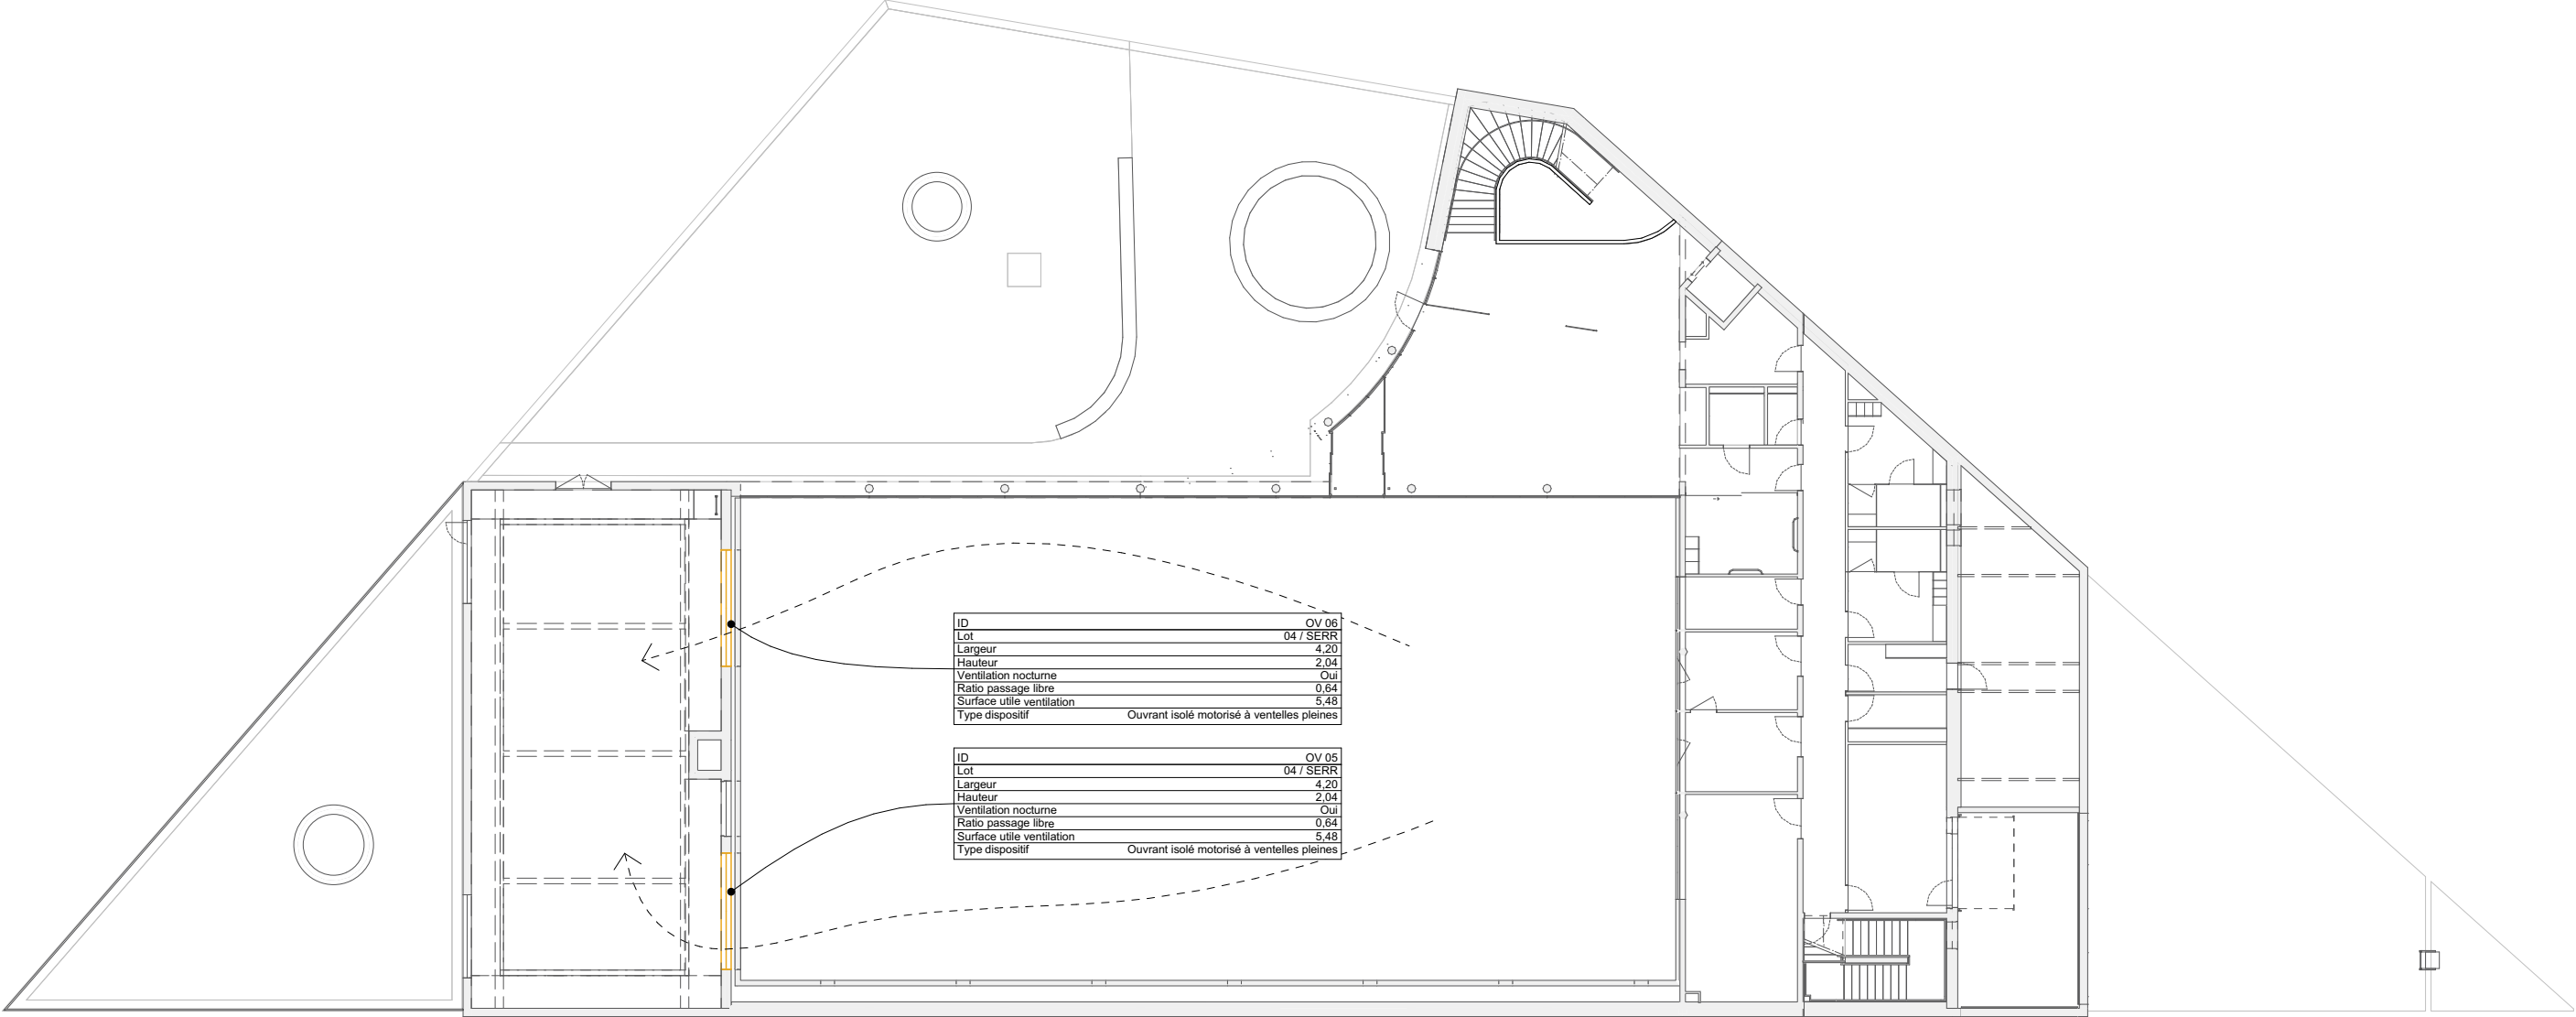 ID OV 06
Lot 04 / SERR
Largeur 4,20
Hauteur 2,04
Ventilation nocturne Oui
Ratio passage libre 0,64
Surface utile ventilation 5,48
Type dispositif Ouvrant isolé motorisé à ventelles pleines
ID OV 05
Lot 04 / SERR
Largeur 4,20
Hauteur 2,04
Ventilation nocturne Oui
Ratio passage libre 0,64
Surface utile ventilation 5,48
Type dispositif Ouvrant isolé motorisé à ventelles pleines